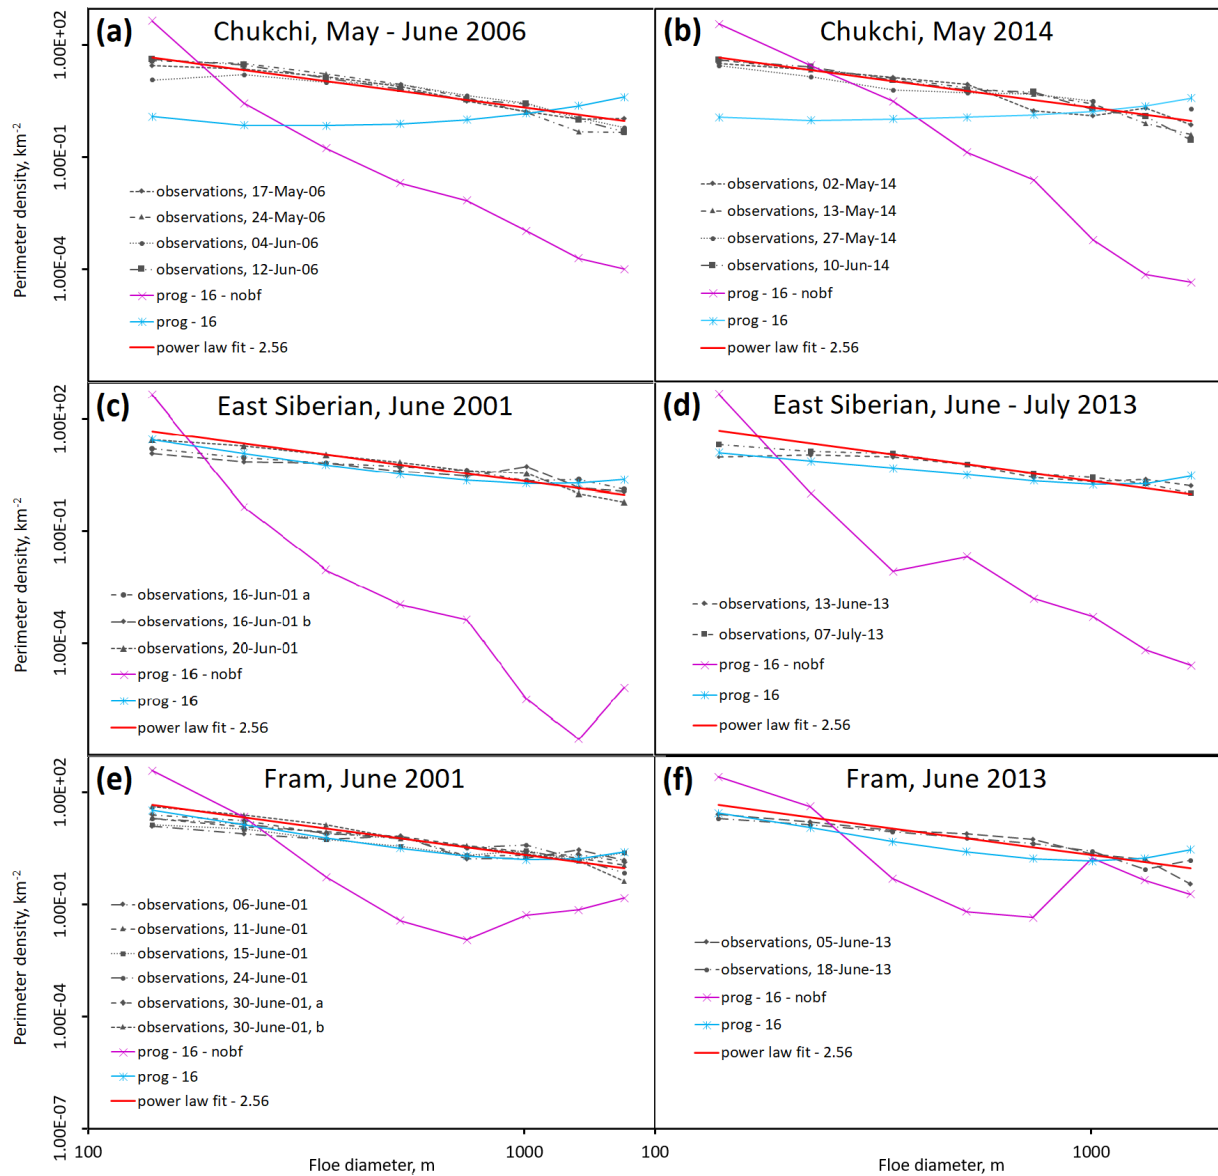 (a) Chukchi, May - June 2006
Perimeter density, km-2
1.00E+02
1.00E-01
1.00E-04
observations, 17-May-06
observations, 24-May-06
observations, 04-Jun-06
observations, 12-Jun-06
prog - 16 - nobf
prog - 16
power law fit - 2.56
(b) Chukchi, May 2014
observations, 02-May-14
observations, 13-May-14
observations, 27-May-14
observations, 10-Jun-14
prog - 16 - nobf
prog - 16
power law fit - 2.56
(c) East Siberian, June 2001
Perimeter density, km-2
1.00E+02
1.00E-01
1.00E-04
observations, 16-Jun-01 a
observations, 16-Jun-01 b
observations, 20-Jun-01
prog - 16 - nobf
prog - 16
power law fit - 2.56
(d) East Siberian, June - July 2013
observations, 13-June-13
observations, 07-July-13
prog - 16 - nobf
prog - 16
power law fit - 2.56
(e) Fram, June 2001
Perimeter density, km-2
1.00E+02
1.00E-01
1.00E-04
1.00E-07
observations, 06-June-01
observations, 11-June-01
observations, 15-June-01
observations, 24-June-01
observations, 30-June-01, a
observations, 30-June-01, b
prog - 16 - nobf
prog - 16
power law fit - 2.56
100 1000
Floe diameter, m
(f) Fram, June 2013
observations, 05-June-13
observations, 18-June-13
prog - 16 - nobf
prog - 16
power law fit - 2.56
100 1000
Floe diameter, m